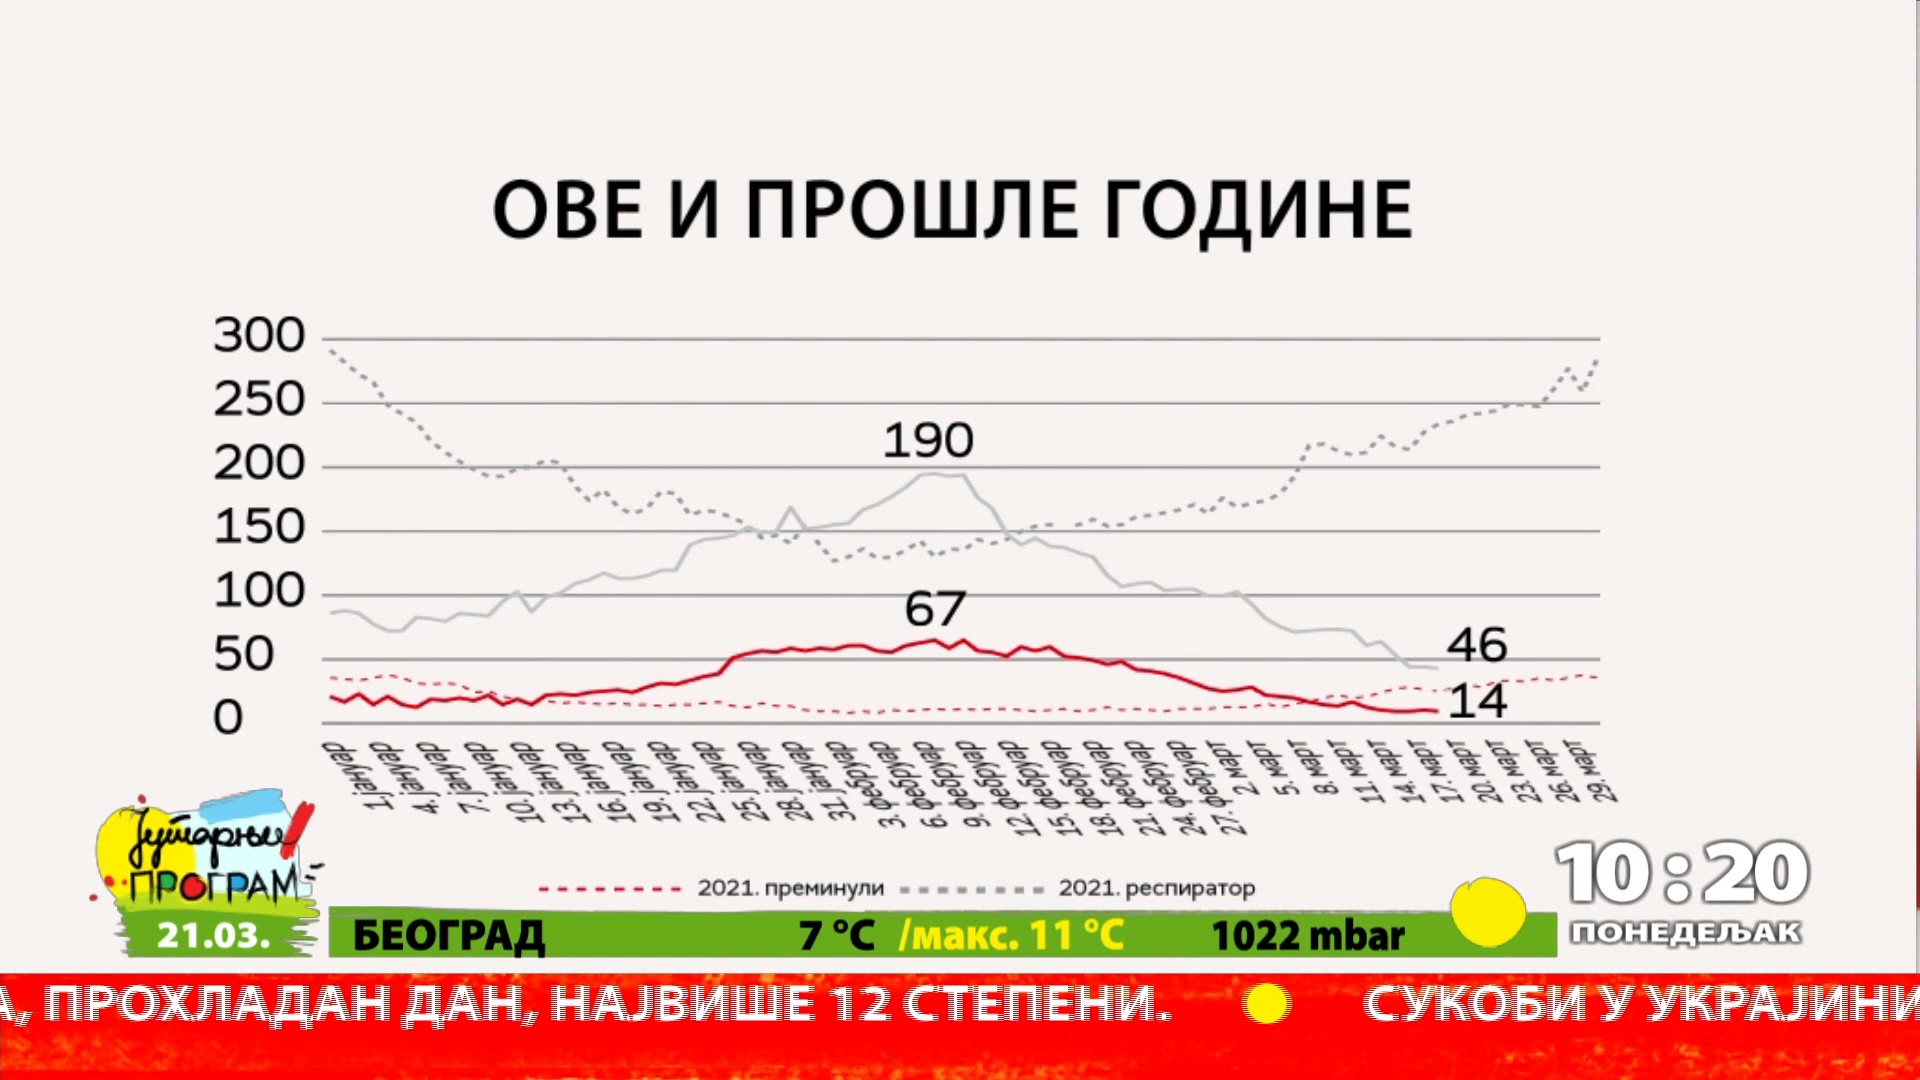 ОВЕ И ПРОШЛЕ ГОДИНЕ
300
250
200
150
100
50
0
190
67
46
14
1. јануар
4. јануар
7. јануар
10. јануар
13. јануар
16. јануар
19. јануар
22. јануар
25. јануар
28. јануар
31. јануар
3. фебруар
6. фебруар
9. фебруар
12. фебруар
15. фебруар
18. фебруар
21. фебруар
24. фебруар
27. фебруар
2. март
5. март
8. март
11. март
14. март
17. март
20. март
23. март
26. март
29. март
2021. преминули
2021. респиратор
Јутарњи
ПРОГРАМ
21.03.
БЕОГРАД 7 °C /макс. 11 °C 1022 mbar
10:20
ПОНЕДЕЉАК
А, ПРОХЛАДАН ДАН, НАЈВИШЕ 12 СТЕПЕНИ. СУКОБИ У УКРАЈИНИ